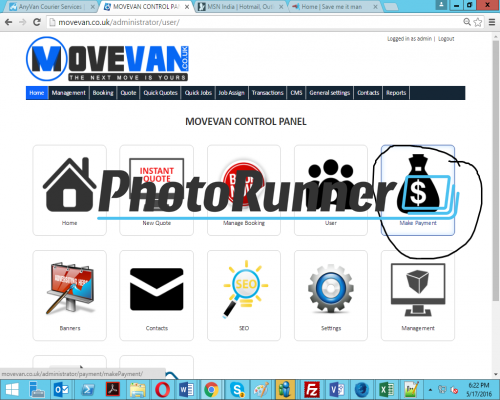 AnyVan Courier Services
MOVEVAN CONTROL PAN
MSN India | Hotmail, Out
Home | Save me it man
movevan.co.uk/administrator/user/
Logged in as admin | Logout
MOVEVAN.CO.UK
THE NEXT MOVE IS YOURS
Home Management Booking Quote Quick Quotes Quick Jobs Job Assign Transactions CMS General settings Contacts Reports
MOVEVAN CONTROL PANEL
INSTANT
QUOTE
PhotoRunner
$
Home New Quote Manage Booking User Make Payment
SEO
Banners Contacts SEO Settings Management
movevan.co.uk/administrator/payment/makePayment/
6:22 PM
5/17/2016